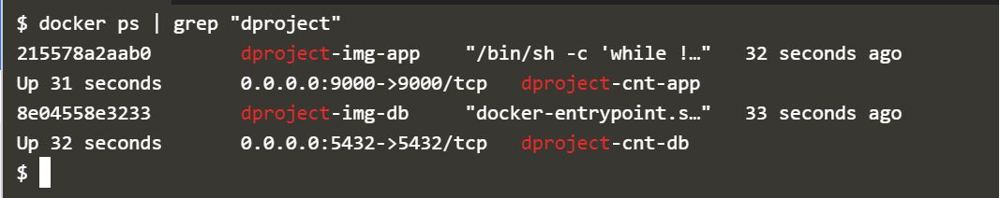 $ docker ps | grep "dproject"
215578a2aab0        dproject-img-app    "/bin/sh -c 'while !…"   32 seconds ago
Up 31 seconds       0.0.0.0:9000->9000/tcp   dproject-cnt-app
8e04558e3233        dproject-img-db     "docker-entrypoint.s…"   33 seconds ago
Up 32 seconds       0.0.0.0:5432->5432/tcp   dproject-cnt-db
$